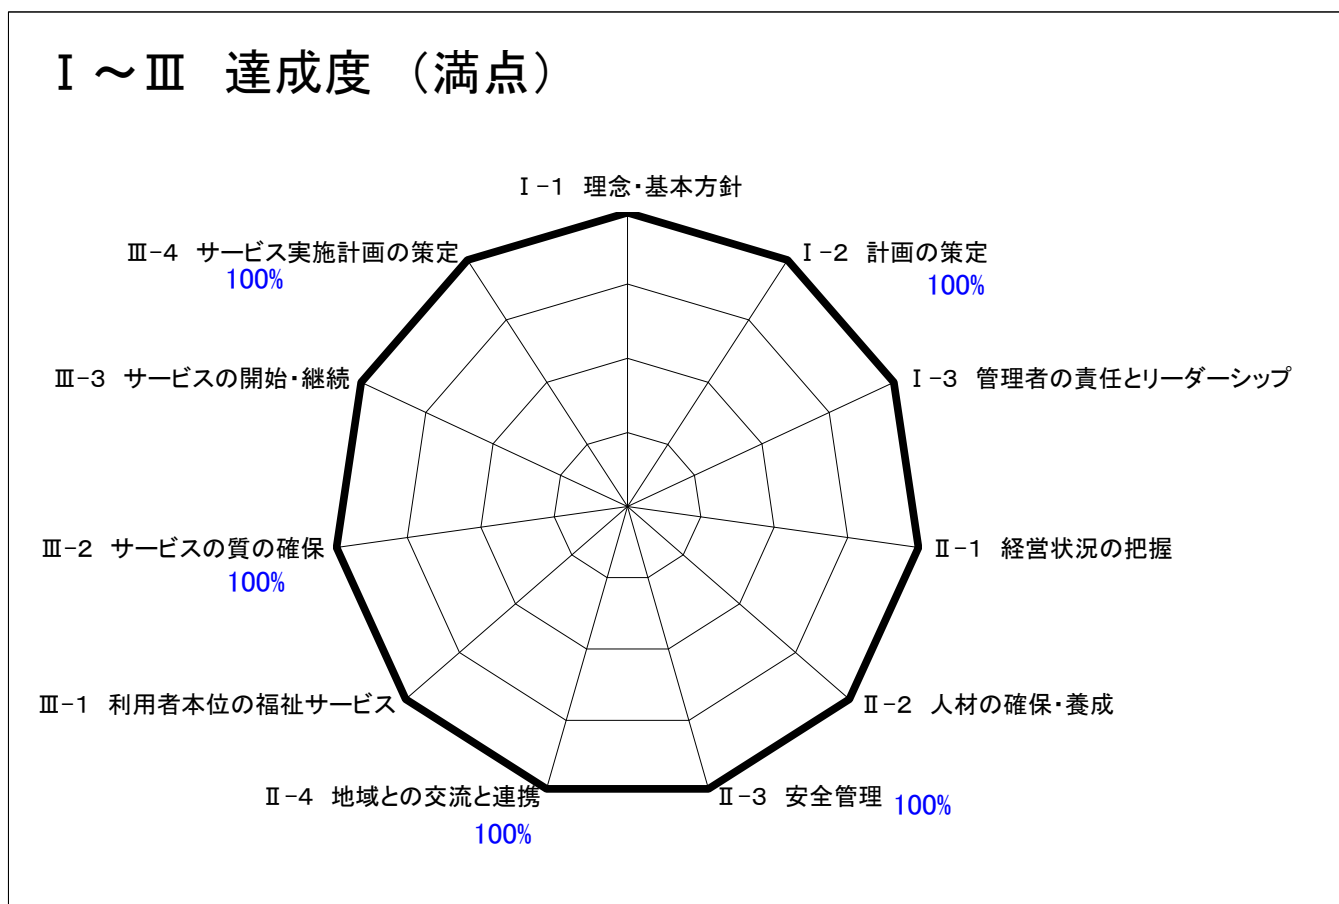 Ⅰ～Ⅲ　達成度　（満点）
Ⅰ-1　理念・基本方針
Ⅰ-2　計画の策定
100%
Ⅰ-3　管理者の責任とリーダーシップ
Ⅱ-1　経営状況の把握
Ⅱ-2　人材の確保・養成
Ⅱ-3　安全管理
100%
Ⅱ-4　地域との交流と連携
100%
Ⅲ-1　利用者本位の福祉サービス
Ⅲ-2　サービスの質の確保
100%
Ⅲ-3　サービスの開始・継続
Ⅲ-4　サービス実施計画の策定
100%